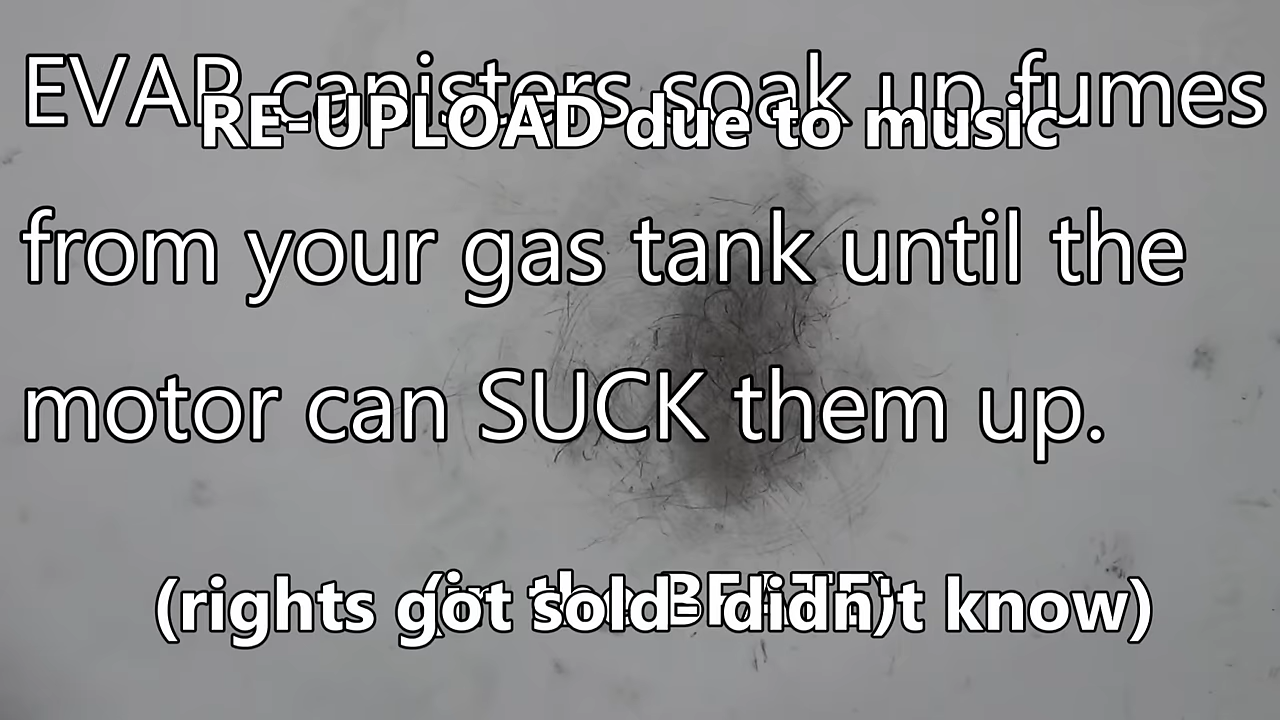 EVAP canisters soak up fumes
RE-UPLOAD due to music
from your gas tank until the
motor can SUCK them up.
(rights got sold - didn't know)